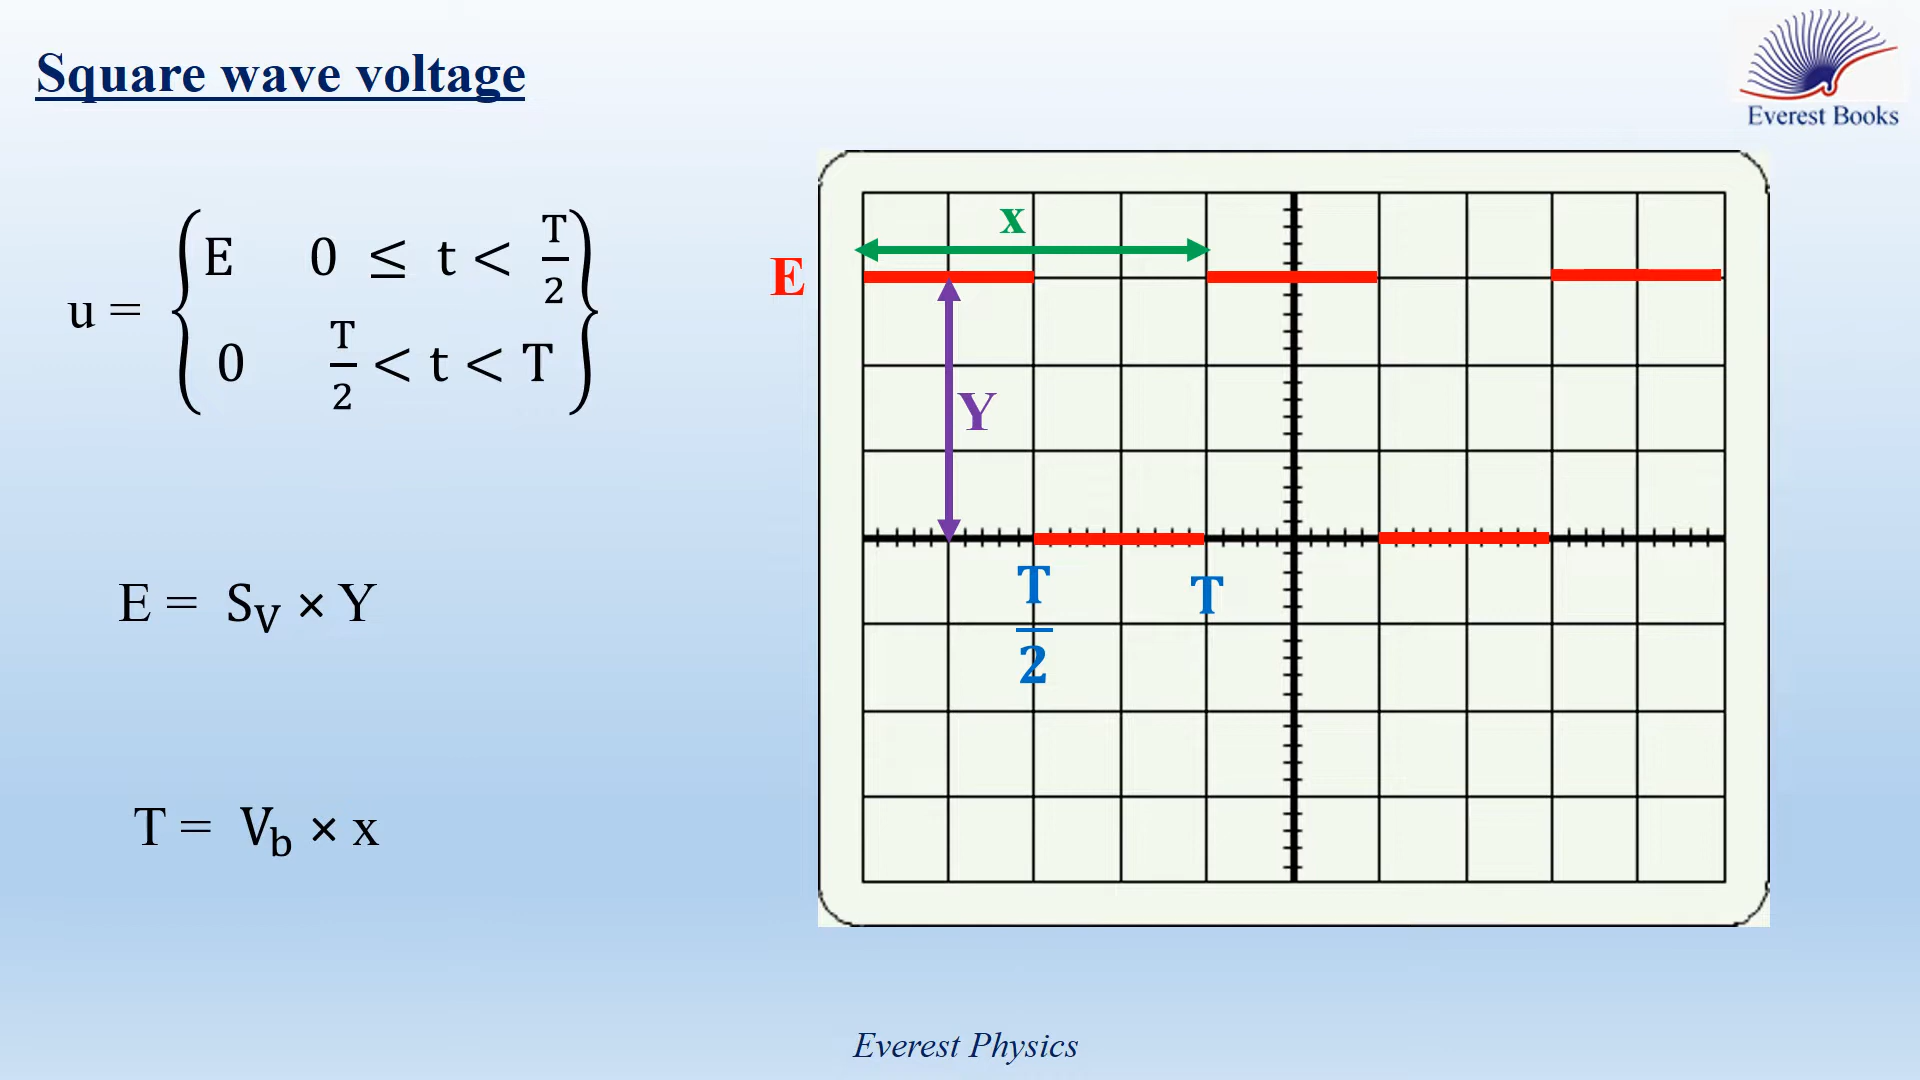 Square wave voltage
Everest Books
u = { E 0 ≤ t < T/2
0 T/2 < t < T }
x
E
Y
T/2
T
E = S_V × Y
T = V_b × x
Everest Physics